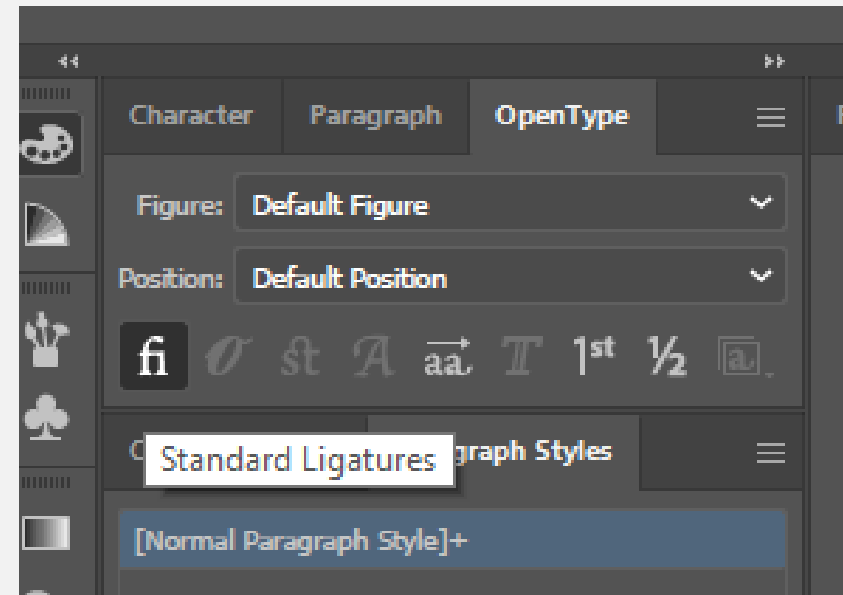 Character Paragraph OpenType
Figure: Default Figure
Position: Default Position
fi O st A aa T 1st ½ a
Standard Ligatures graph Styles
[Normal Paragraph Style]+